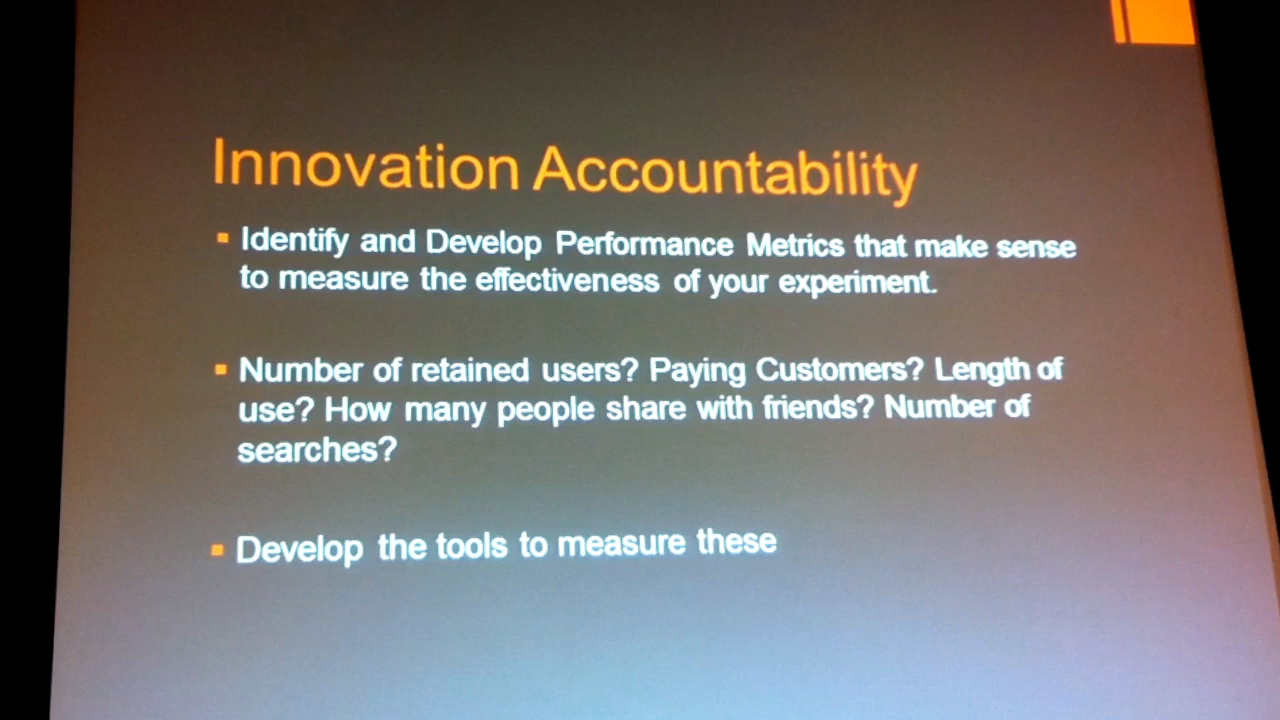 Innovation Accountability
Identify and Develop Performance Metrics that make sense
to measure the effectiveness of your experiment.
Number of retained users? Paying Customers? Length of
use? How many people share with friends? Number of
searches?
Develop the tools to measure these